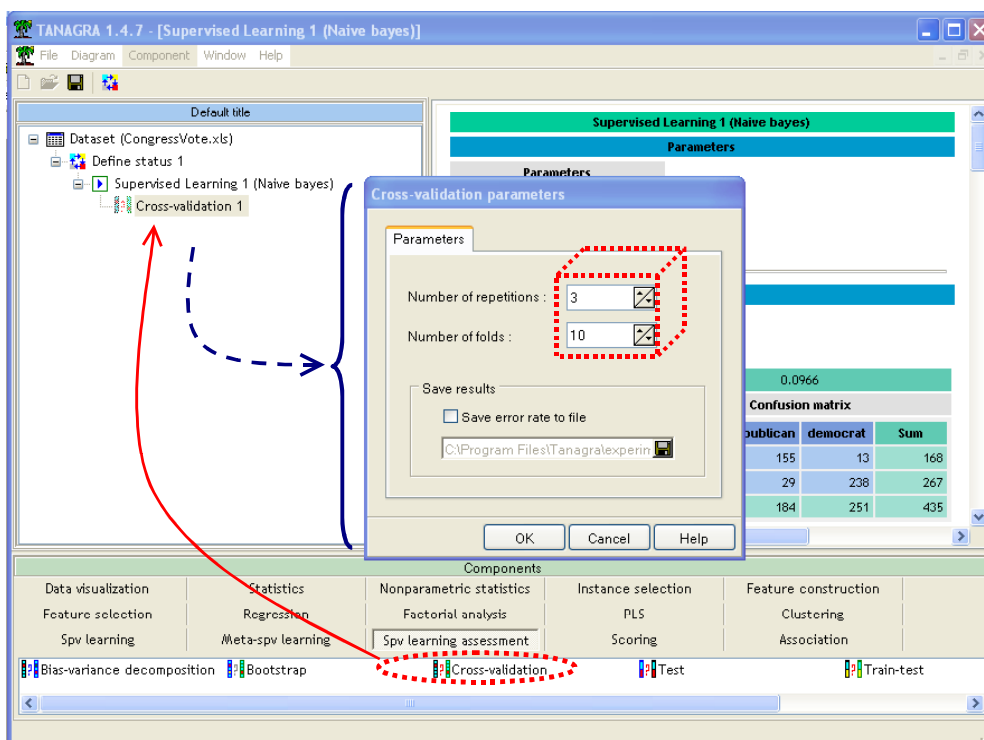 TANAGRA 1.4.7 - [Supervised Learning 1 (Naive bayes)]
File Diagram Component Window Help
Default title
Dataset (CongressVote.xls)
Define status 1
Supervised Learning 1 (Naive bayes)
Cross-validation 1
Supervised Learning 1 (Naive bayes)
Parameters
Parameters
Cross-validation parameters
Parameters
Number of repetitions : 3
Number of folds : 10
Save results
Save error rate to file
C:\Program Files\Tanagra\experin
OK Cancel Help
0.0966
Confusion matrix
publican democrat Sum
155 13 168
29 238 267
184 251 435
Components
Data visualization Statistics Nonparametric statistics Instance selection Feature construction
Feature selection Regression Factorial analysis PLS Clustering
Spv learning Meta-spv learning Spv learning assessment Scoring Association
Bias-variance decomposition Bootstrap Cross-validation Test Train-test